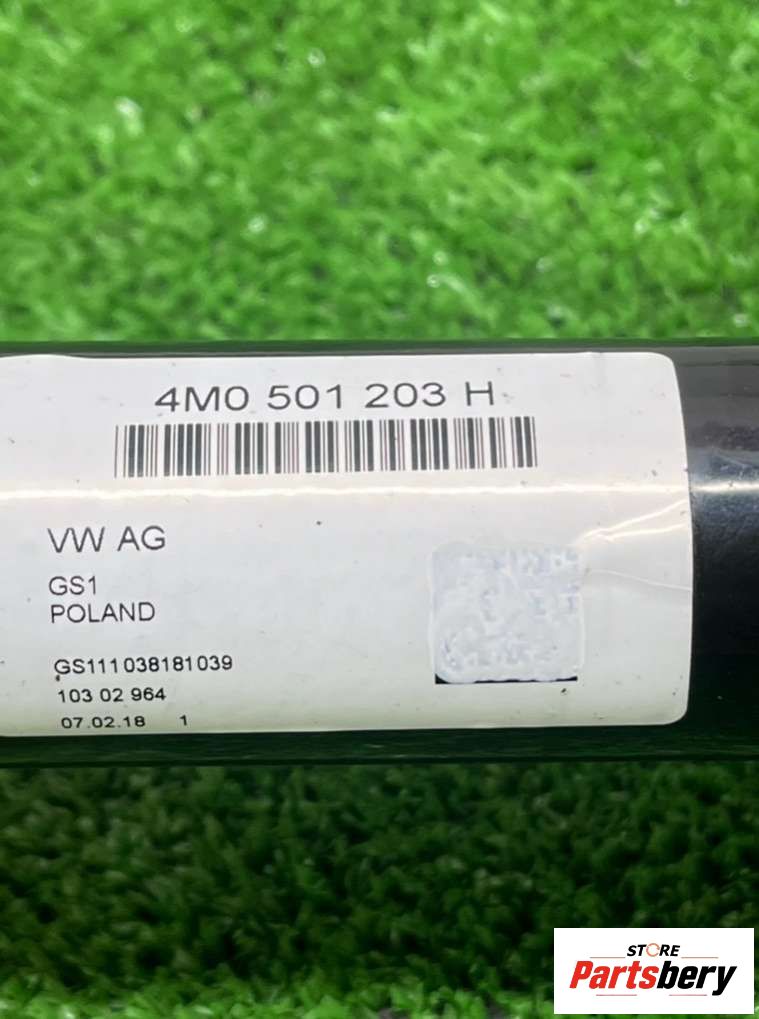 4M0 501 203 H
VW AG
GS1
POLAND
GS111038181039
103 02 964
07.02.18 1
STORE
Partsbery